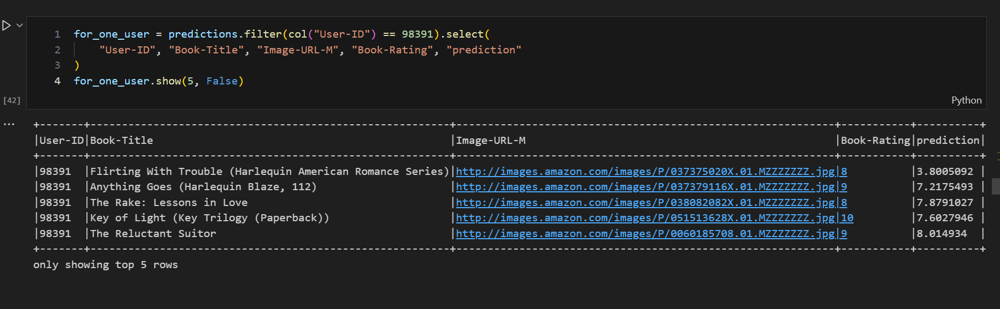 1 for_one_user = predictions.filter(col("User-ID") == 98391).select(
2     "User-ID", "Book-Title", "Image-URL-M", "Book-Rating", "prediction"
3 )
4 for_one_user.show(5, False)
[42]
Python
+-------+---------------------------------------------------------+------------------------------------------------------------+-----------+----------+
|User-ID|Book-Title                                               |Image-URL-M                                                 |Book-Rating|prediction|
+-------+---------------------------------------------------------+------------------------------------------------------------+-----------+----------+
|98391  |Flirting With Trouble (Harlequin American Romance Series)|http://images.amazon.com/images/P/037375020X.01.MZZZZZZZ.jpg|8          |3.8005092 |
|98391  |Anything Goes (Harlequin Blaze, 112)                     |http://images.amazon.com/images/P/037379116X.01.MZZZZZZZ.jpg|9          |7.2175493 |
|98391  |The Rake: Lessons in Love                                |http://images.amazon.com/images/P/038082082X.01.MZZZZZZZ.jpg|8          |7.8791027 |
|98391  |Key of Light (Key Trilogy (Paperback))                   |http://images.amazon.com/images/P/051513628X.01.MZZZZZZZ.jpg|10         |7.6027946 |
|98391  |The Reluctant Suitor                                     |http://images.amazon.com/images/P/0060185708.01.MZZZZZZZ.jpg|9          |8.014934  |
+-------+---------------------------------------------------------+------------------------------------------------------------+-----------+----------+
only showing top 5 rows